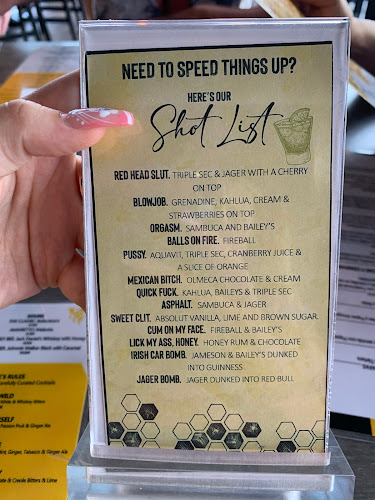 NEED TO SPEED THINGS UP?
HERE'S OUR
Shot List
RED HEAD SLUT. TRIPLE SEC & JAGER WITH A CHERRY
ON TOP
BLOWJOB. GRENADINE, KAHLUA, CREAM &
STRAWBERRIES ON TOP
ORGASM. SAMBUCA AND BAILEY'S
BALLS ON FIRE. FIREBALL
PUSSY. AQUAVIT, TRIPLE SEC, CRANBERRY JUICE &
A SLICE OF ORANGE
MEXICAN BITCH. OLMECA CHOCOLATE & CREAM
QUICK FUCK. KAHLUA, BAILEYS & TRIPLE SEC
ASPHALT. SAMBUCA & JAGER
SWEET CLIT. ABSOLUT VANILLA, LIME AND BROWN SUGAR.
CUM ON MY FACE. FIREBALL & BAILEY'S
LICK MY ASS, HONEY. HONEY RUM & CHOCOLATE
IRISH CAR BOMB. JAMESON & BAILEY'S DUNKED
INTO GUINNESS
JAGER BOMB. JAGER DUNKED INTO RED BULL